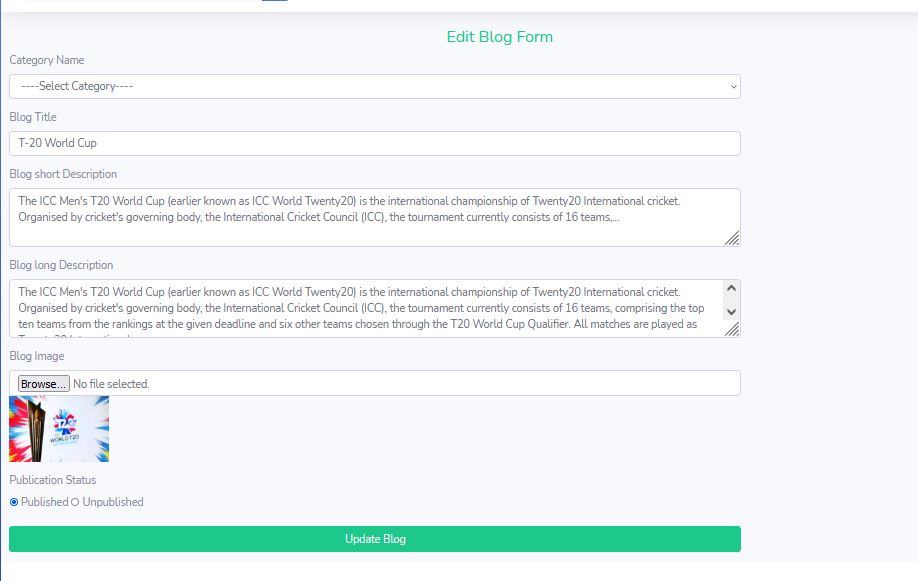 Edit Blog Form
Category Name
----Select Category----
Blog Title
T-20 World Cup
Blog short Description
The ICC Men's T20 World Cup (earlier known as ICC World Twenty20) is the international championship of Twenty20 International cricket.
Organised by cricket's governing body, the International Cricket Council (ICC), the tournament currently consists of 16 teams,...
Blog long Description
The ICC Men's T20 World Cup (earlier known as ICC World Twenty20) is the international championship of Twenty20 International cricket.
Organised by cricket's governing body, the International Cricket Council (ICC), the tournament currently consists of 16 teams, comprising the top
ten teams from the rankings at the given deadline and six other teams chosen through the T20 World Cup Qualifier. All matches are played as
Blog Image
Browse... No file selected.
WORLD T20
Publication Status
Published Unpublished
Update Blog